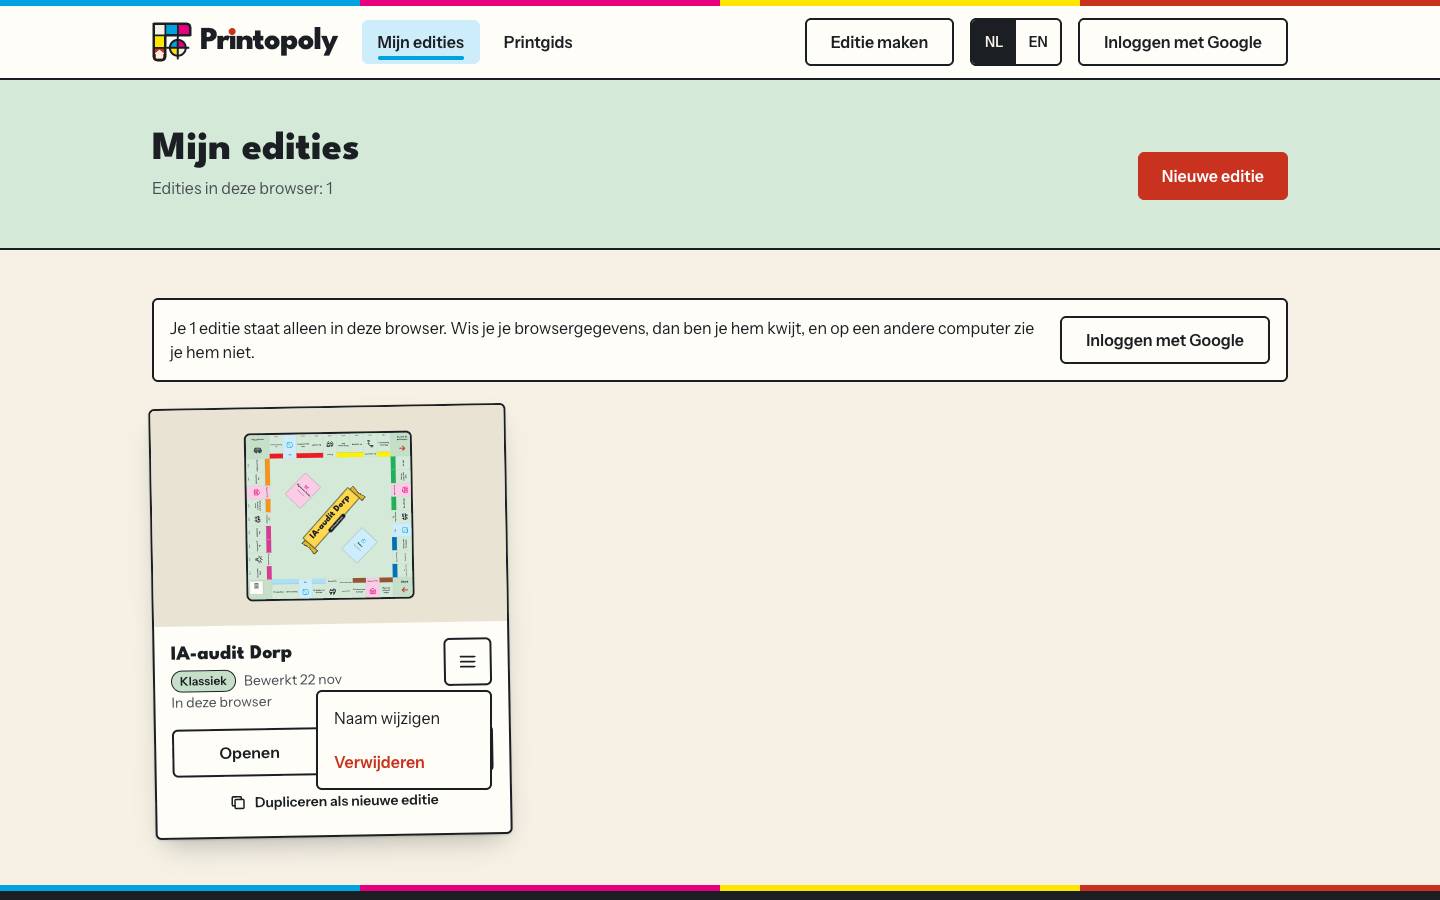 Printopoly
Mijn edities
Printgids
Editie maken
NL
EN
Inloggen met Google
Mijn edities
Edities in deze browser: 1
Nieuwe editie
Je 1 editie staat alleen in deze browser. Wis je je browsergegevens, dan ben je hem kwijt, en op een andere computer zie
je hem niet.
Inloggen met Google
IA-audit Dorp
IA-audit Dorp
Klassiek
Bewerkt 22 nov
In deze browser
Naam wijzigen
Openen
Verwijderen
Dupliceren als nieuwe editie